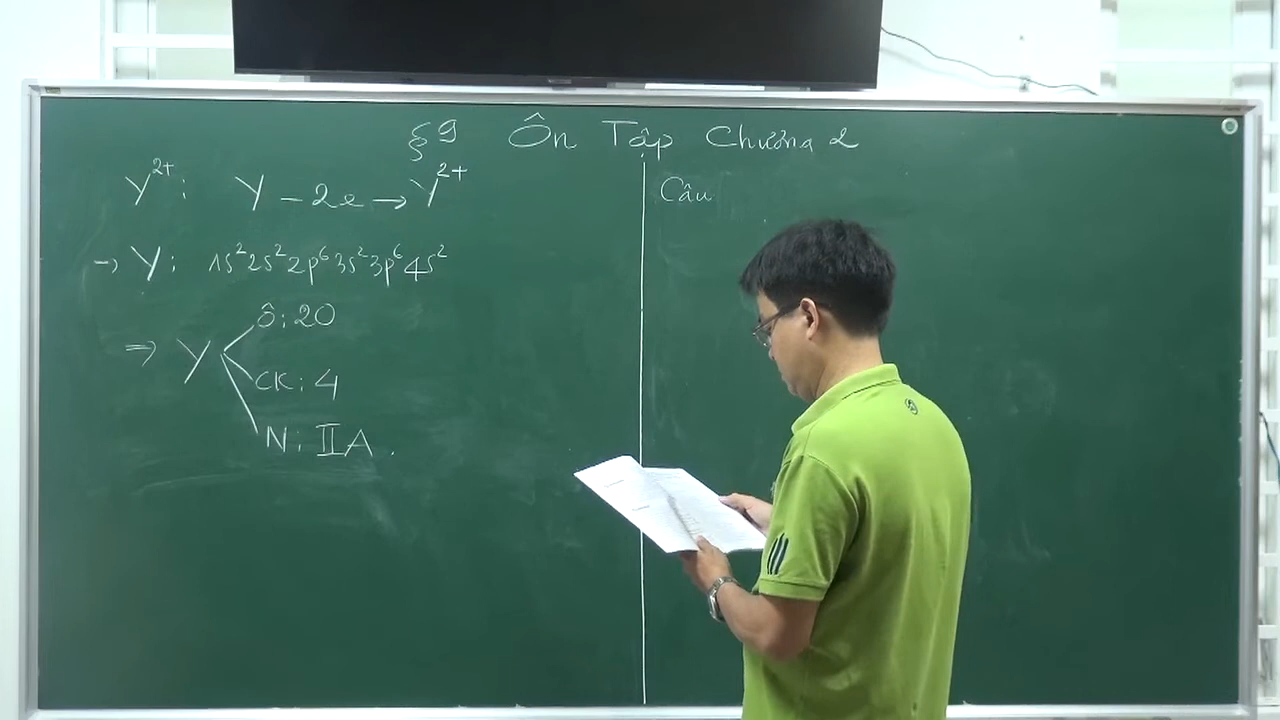 §9 Ôn Tập Chương 2
Y²⁺: Y – 2e → Y²⁺
→ Y: 1s²2s²2p⁶3s²3p⁶4s²
⇒ Y
Ô: 20
CK: 4
N: IIA.
Câu